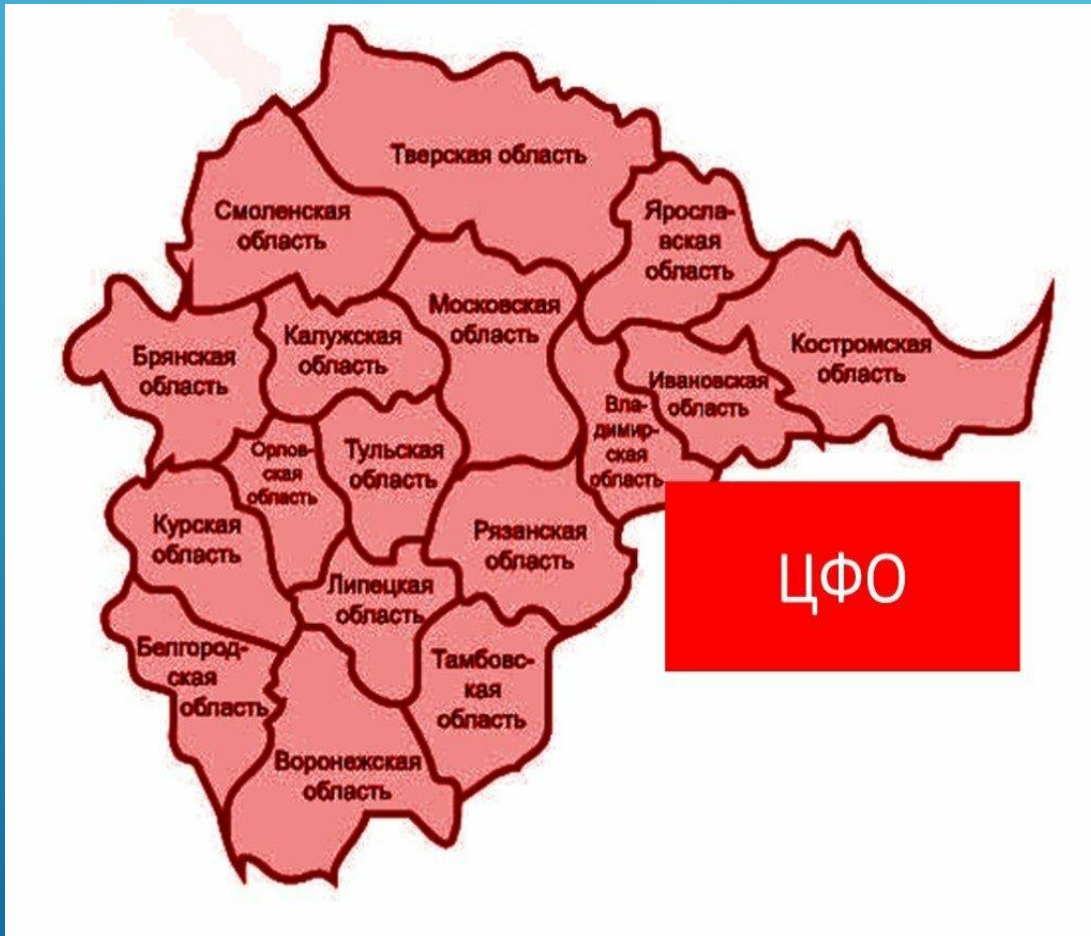 Тверская область
Смоленская
область
Яросла-
вская
область
Московская
область
Калужская
область
Костромская
область
Брянская
область
Ивановская
область
Вла-
димир-
ская
область
Орлов-
ская
область
Тульская
область
Курская
область
Рязанская
область
ЦФО
Липецкая
область
Белгород-
ская
область
Тамбовс-
кая
область
Воронежская
область